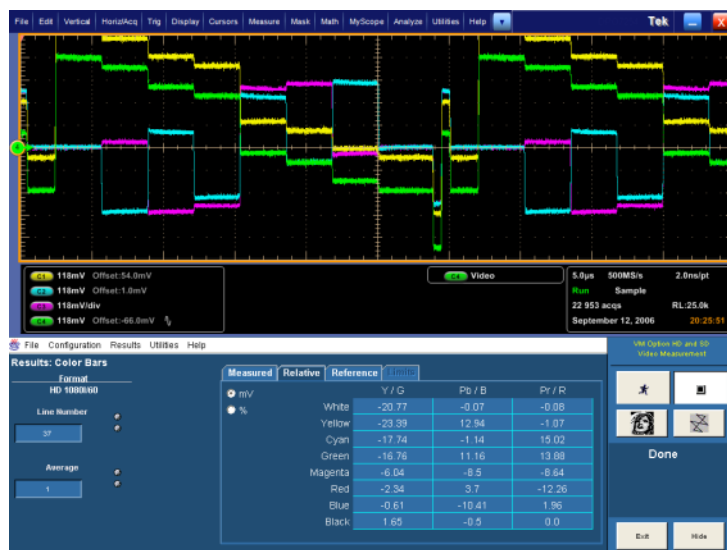 File Edit Vertical Horiz/Acq Trig Display Cursors Measure Mask Math MyScope Analyze Utilities Help Tek X
C1 118mV Offset:54.0mV
C2 118mV Offset:1.0mV
118mV/div
C4 118mV Offset:-66.0mV
C4 Video
5.0µs 500MS/s 2.0ns/pt
Run Sample
22 953 acqs RL:25.0k
September 12, 2006 20:25:51
File Configuration Results Utilities Help
VM Option HD and SD
Video Measurement
Results: Color Bars
Format
HD 1080i/60
Line Number
37
Average
1
Measured Relative Reference Limits
mV
%
Y / G Pb / B Pr / R
White -20.77 -0.07 -0.08
Yellow -23.39 12.94 -1.07
Cyan -17.74 -1.14 15.02
Green -16.76 11.16 13.88
Magenta -6.04 -8.5 -8.64
Red -2.34 3.7 -12.26
Blue -0.61 -10.41 1.96
Black 1.65 -0.5 0.0
Done
Exit Hide